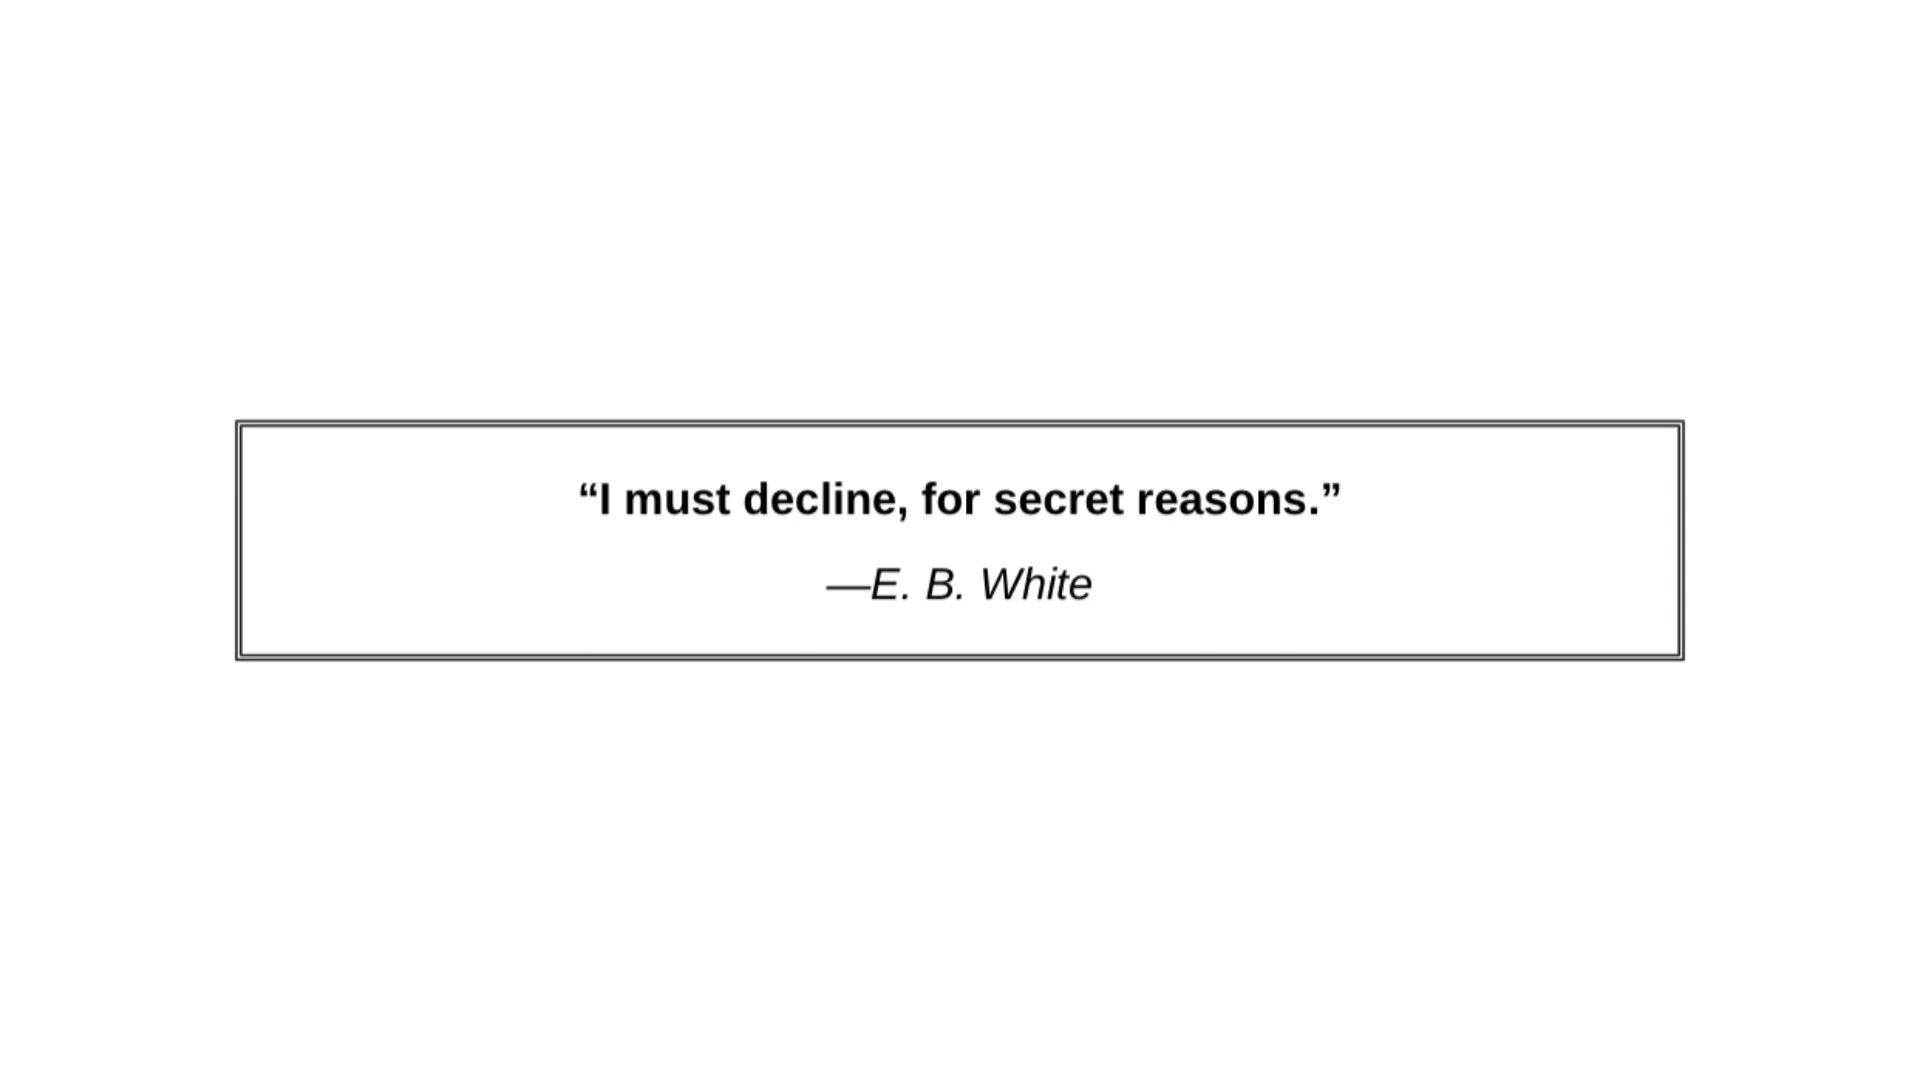 “I must decline, for secret reasons.”
—E. B. White